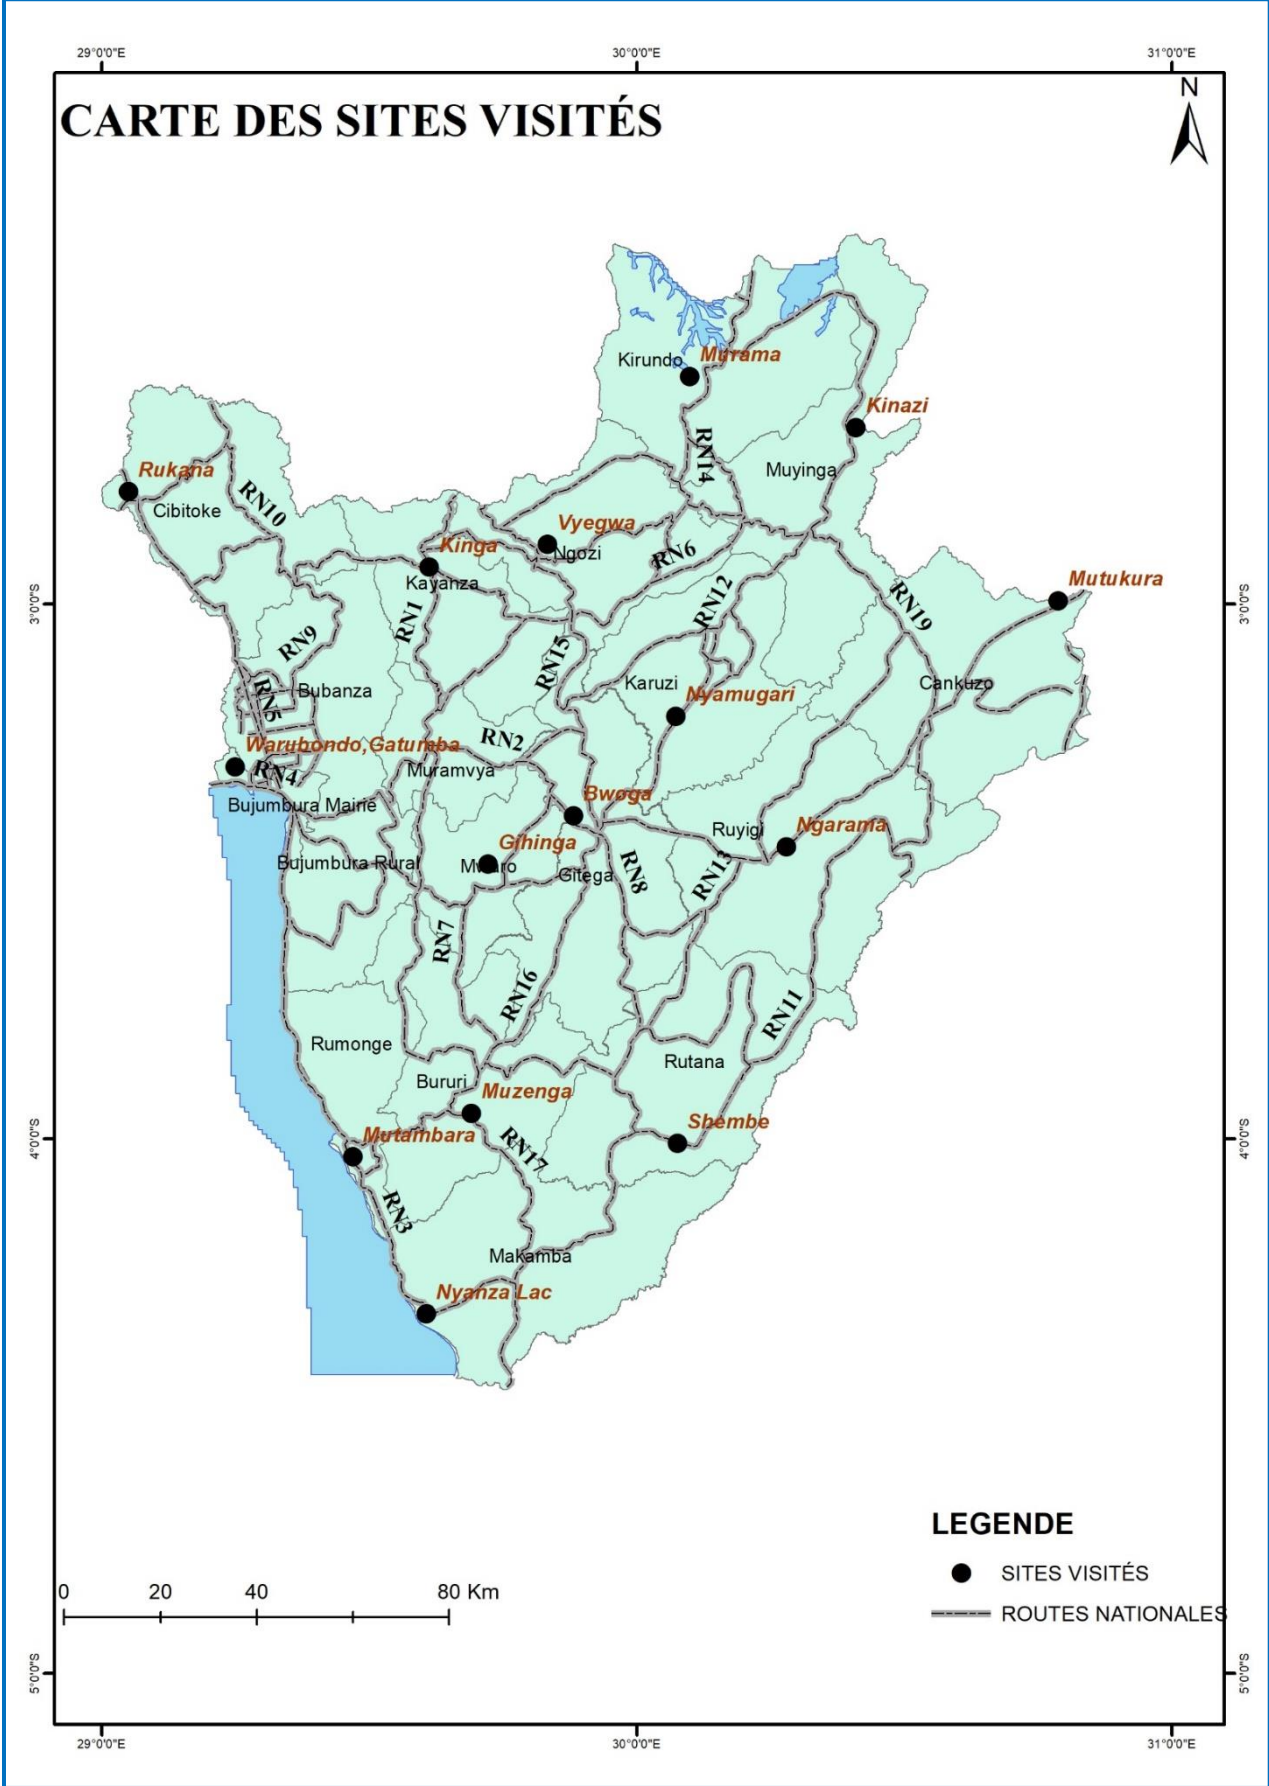 29°0'0"E
30°0'0"E
31°0'0"E
N
CARTE DES SITES VISITÉS
Kirundo
Murama
Kinazi
RN14
Muyinga
Rukana
Cibitoke
RN10
Vyegwa
Ngozi
Kinga
Kayanza
RN6
Mutukura
3°0'0"S
3°0'0"S
RN12
RN19
RN1
RN9
RN15
Karuzi
Nyamugari
Cankuzo
RN5
Bubanza
RN2
Warubondo,Gatumba
RN4
Muramvya
Bujumbura Mairie
Bwoga
Ruyigi
Ngarama
Gihinga
Bujumbura Rural
Mwaro
Gitega
RN8
RN13
RN7
RN16
RN11
Rumonge
Rutana
Bururi
Muzenga
Shembe
4°0'0"S
4°0'0"S
Mutambara
RN17
RN3
Makamba
Nyanza Lac
LEGENDE
SITES VISITÉS
ROUTES NATIONALES
0 20 40 80 Km
5°0'0"S
5°0'0"S
29°0'0"E
30°0'0"E
31°0'0"E